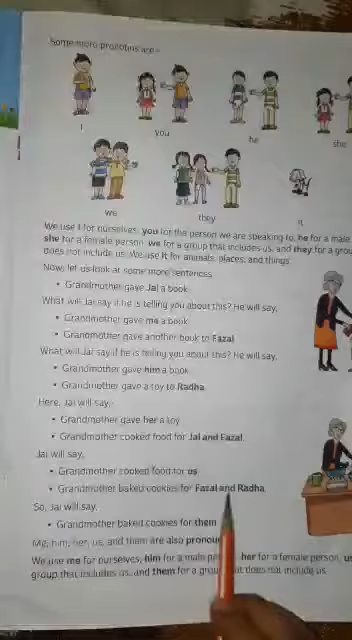 Some more pronouns are -
I
you
he
she
we
they
it
We use I for ourselves, you for the person we are speaking to, he for a male
she for a female person, we for a group that includes us, and they for a group
does not include us. We use it for animals, places, and things.
Now, let us look at some more sentences.
• Grandmother gave Jai a book.
What will Jai say if he is telling you about this? He will say,
• Grandmother gave me a book.
• Grandmother gave another book to Fazal.
What will Jai say if he is telling you about this? He will say,
• Grandmother gave him a book.
• Grandmother gave a toy to Radha.
Here, Jai will say,
• Grandmother gave her a toy.
• Grandmother cooked food for Jai and Fazal.
Jai will say,
• Grandmother cooked food for us.
• Grandmother baked cookies for Fazal and Radha.
So, Jai will say,
• Grandmother baked cookies for them
Me, him, her, us, and them are also
We use me for ourselves, him for a male her for a female person, us
group that includes us, and them for a that does not include us.